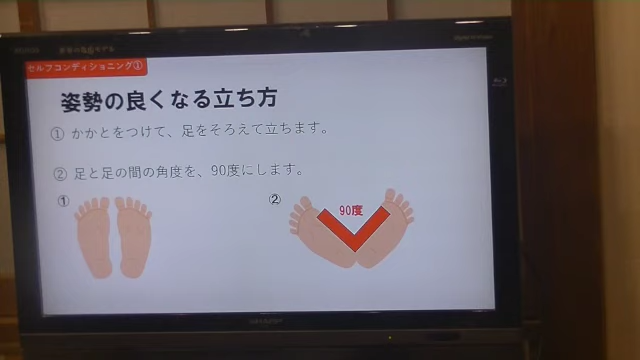 セルフコンディショニング①
姿勢の良くなる立ち方
① かかとをつけて、足をそろえて立ちます。
② 足と足の間の角度を、90度にします。
①
②
90度